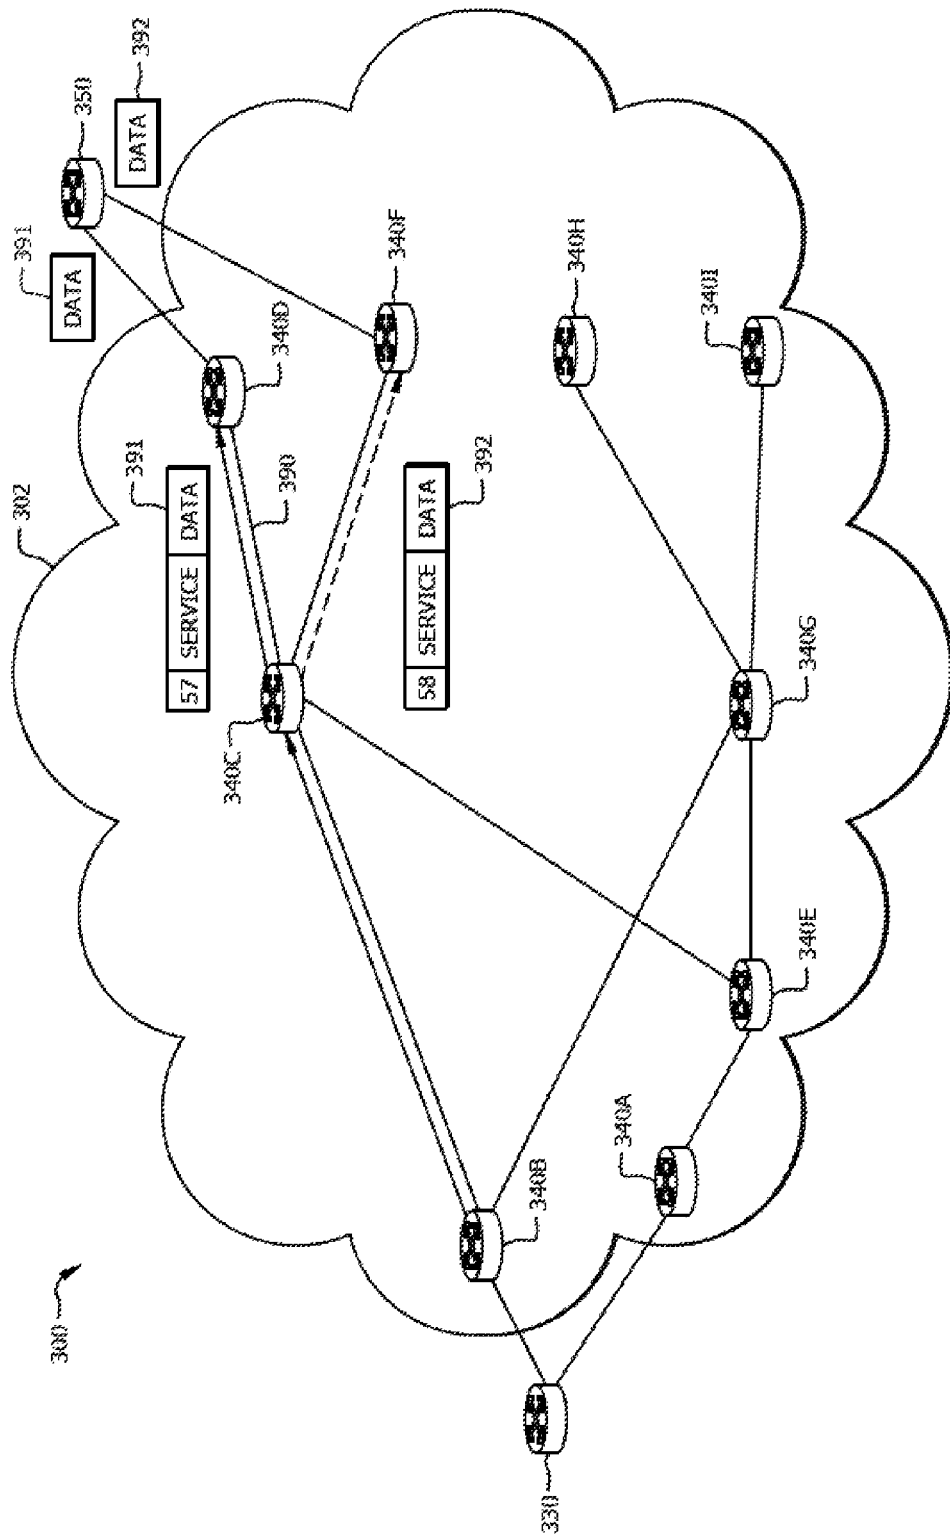 300
302
391
DATA
350
DATA
392
391
57 SERVICE DATA
340D
390
340C
340F
58 SERVICE DATA
392
340H
340B
340G
340I
340A
340E
330